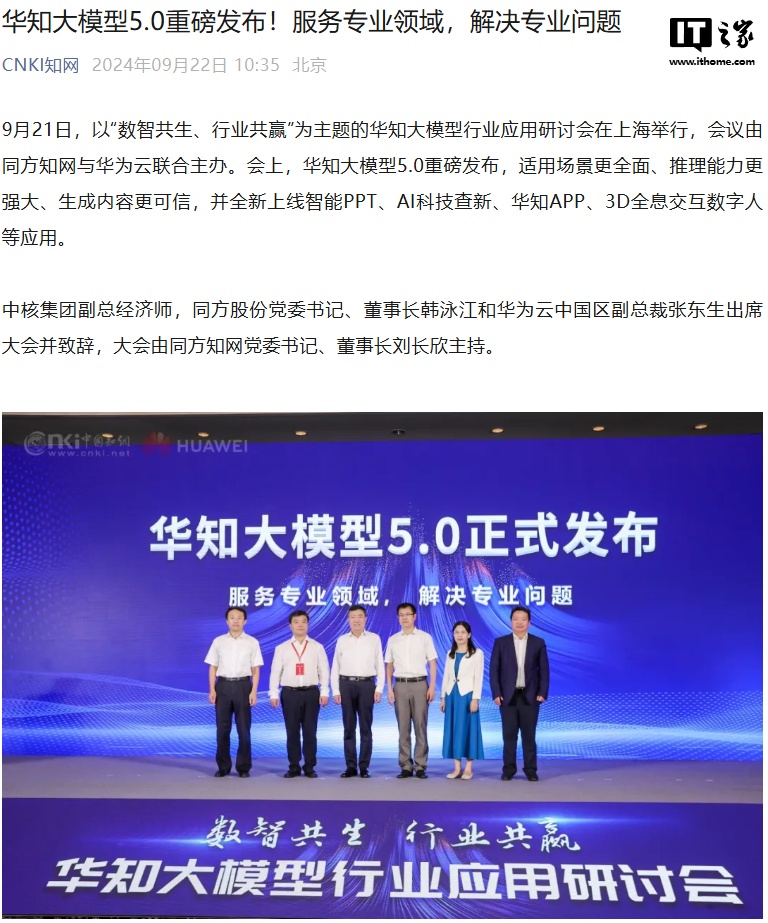 华知大模型5.0重磅发布！服务专业领域，解决专业问题
IT之家
www.ithome.com
CNKI知网 2024年09月22日 10:35 北京
9月21日，以“数智共生、行业共赢”为主题的华知大模型行业应用研讨会在上海举行，会议由
同方知网与华为云联合主办。会上，华知大模型5.0重磅发布，适用场景更全面、推理能力更
强大、生成内容更可信，并全新上线智能PPT、AI科技查新、华知APP、3D全息交互数字人
等应用。
中核集团副总经济师，同方股份党委书记、董事长韩泳江和华为云中国区副总裁张东生出席
大会并致辞，大会由同方知网党委书记、董事长刘长欣主持。
Cnki中国知网 HUAWEI
www.cnki.net
华知大模型5.0正式发布
服务专业领域，解决专业问题
数智共生 行业共赢
华知大模型行业应用研讨会